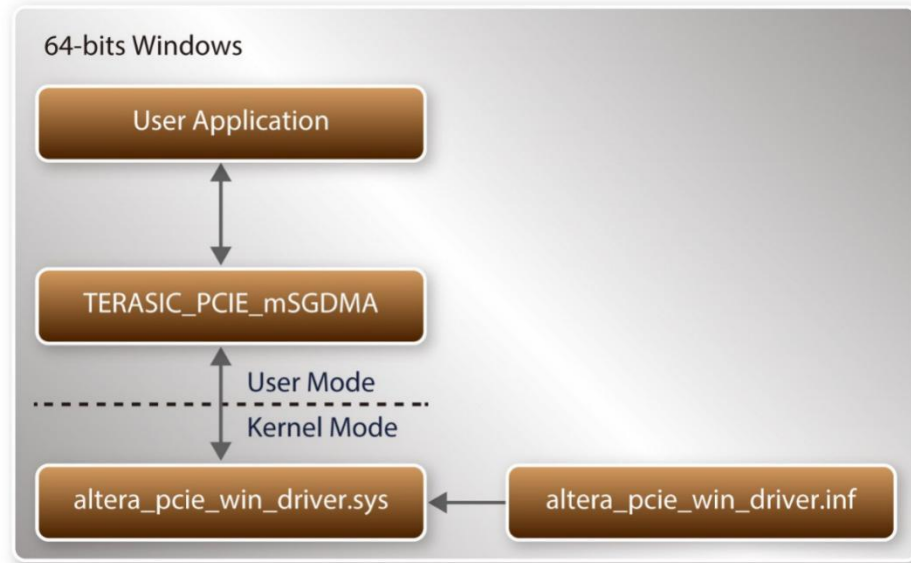 64-bits Windows
User Application
TERASIC_PCIE_mSGDMA
User Mode
Kernel Mode
altera_pcie_win_driver.sys
altera_pcie_win_driver.inf